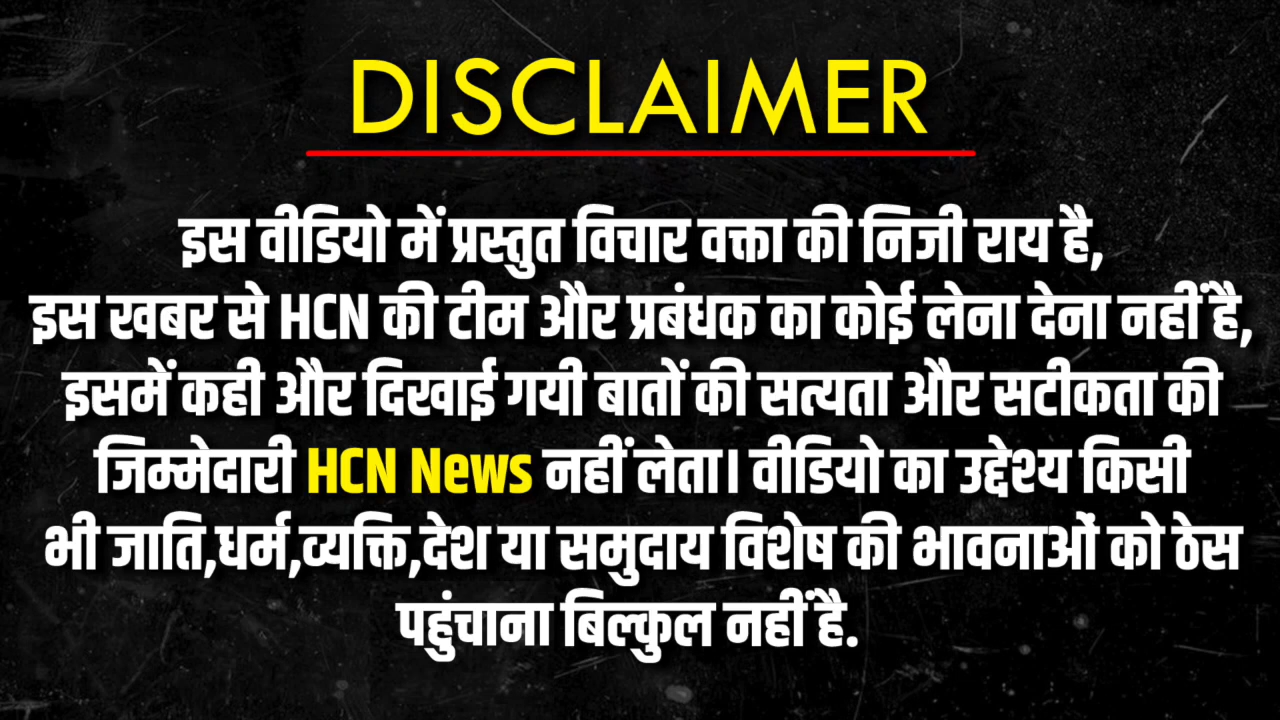 DISCLAIMER
इस वीडियो में प्रस्तुत विचार वक्ता की निजी राय है,
इस खबर से HCN की टीम और प्रबंधक का कोई लेना देना नहीं है,
इसमें कही और दिखाई गयी बातों की सत्यता और सटीकता की
जिम्मेदारी HCN News नहीं लेता। वीडियो का उद्देश्य किसी
भी जाति,धर्म,व्यक्ति,देश या समुदाय विशेष की भावनाओं को ठेस
पहुंचाना बिल्कुल नहीं है.